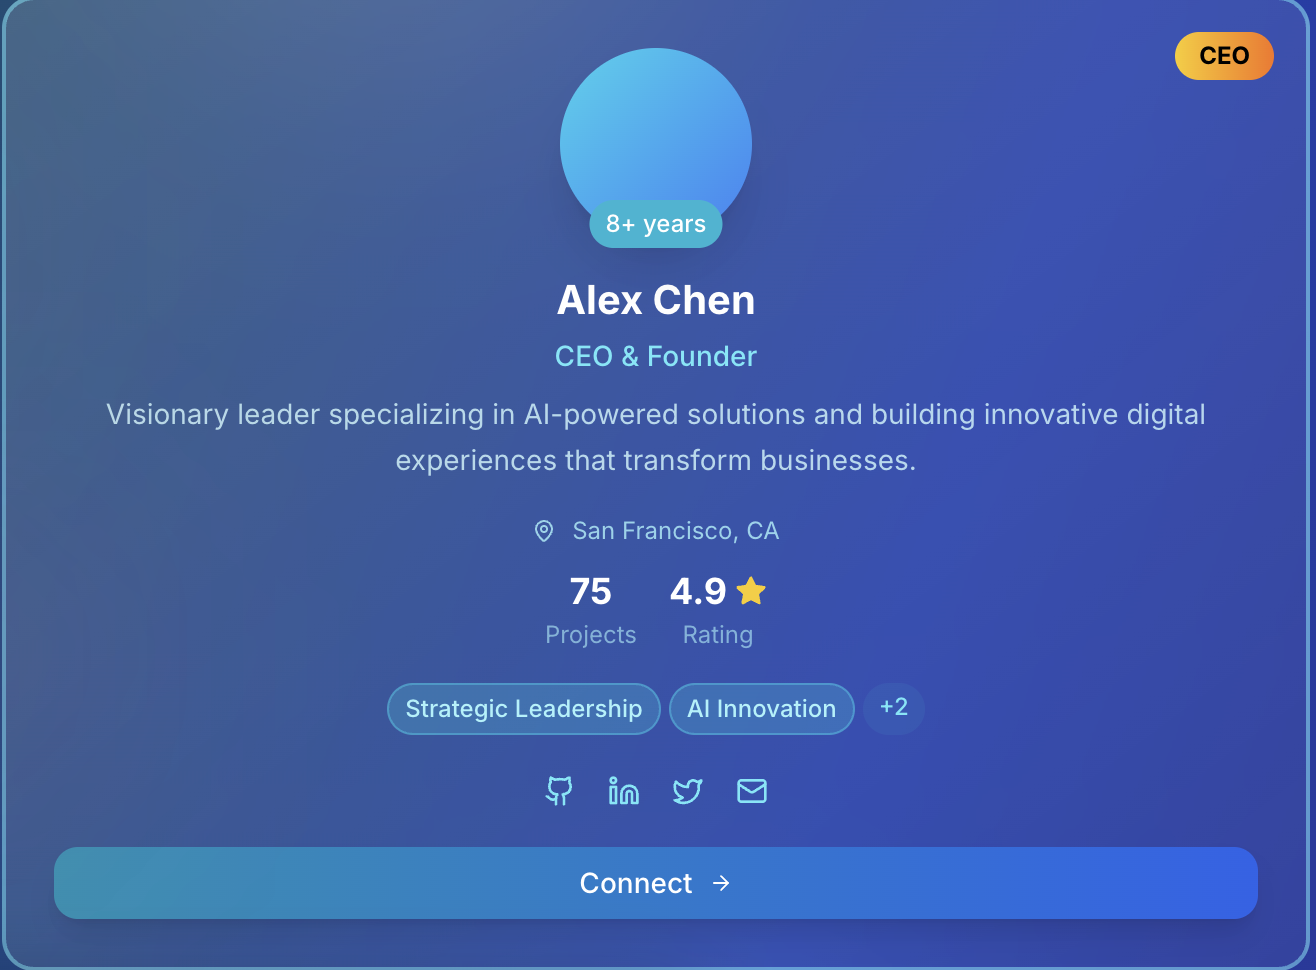 CEO
8+ years
Alex Chen
CEO & Founder
Visionary leader specializing in AI-powered solutions and building innovative digital
experiences that transform businesses.
San Francisco, CA
75 4.9
Projects Rating
Strategic Leadership AI Innovation +2
Connect →